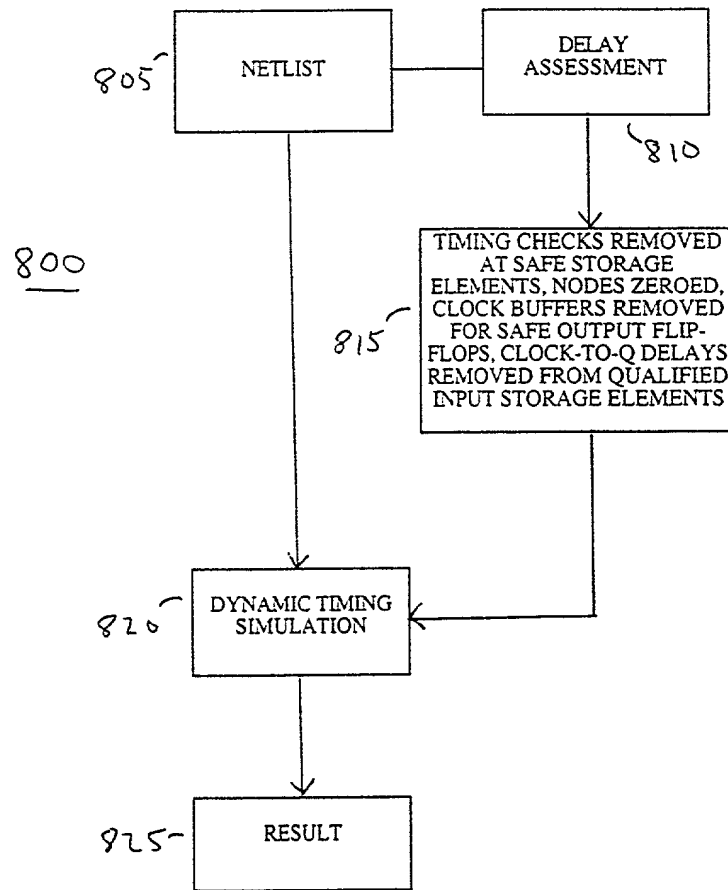 805
NETLIST
DELAY
ASSESSMENT
810
800
TIMING CHECKS REMOVED
AT SAFE STORAGE
ELEMENTS, NODES ZEROED,
CLOCK BUFFERS REMOVED
FOR SAFE OUTPUT FLIP-
FLOPS, CLOCK-TO-Q DELAYS
REMOVED FROM QUALIFIED
INPUT STORAGE ELEMENTS
815
820
DYNAMIC TIMING
SIMULATION
825
RESULT